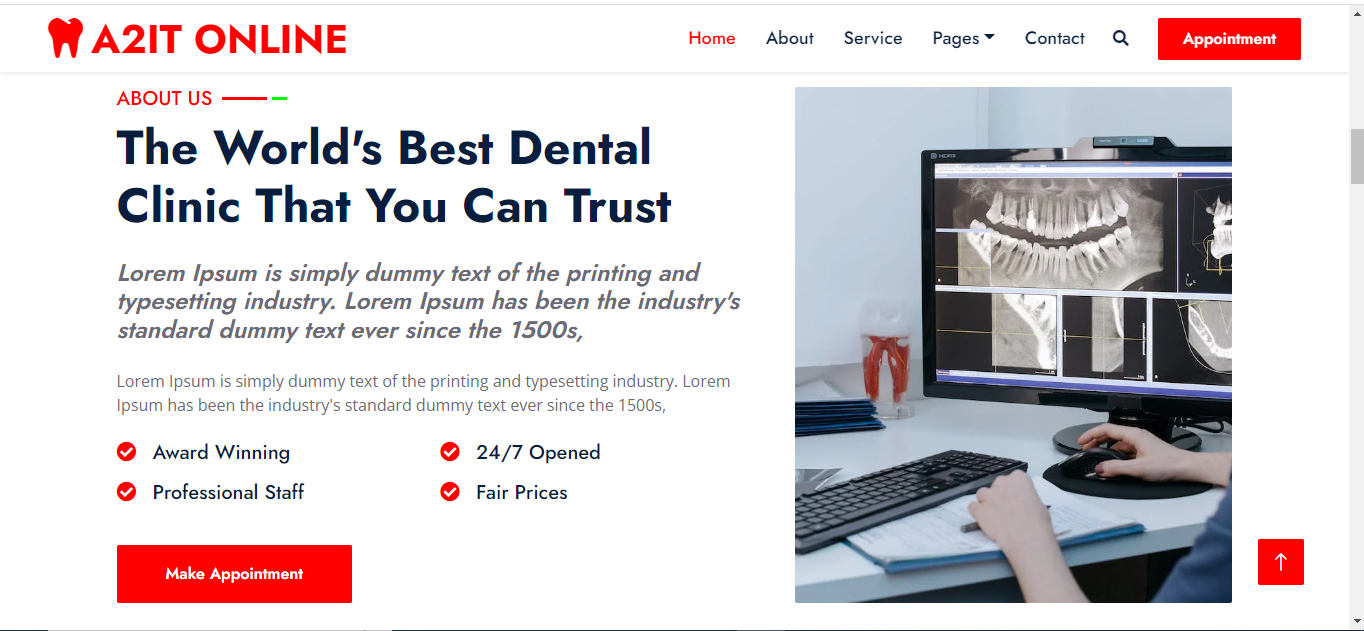 A2IT ONLINE
Home About Service Pages Contact Appointment
ABOUT US
The World's Best Dental
Clinic That You Can Trust
Lorem Ipsum is simply dummy text of the printing and
typesetting industry. Lorem Ipsum has been the industry's
standard dummy text ever since the 1500s,
Lorem Ipsum is simply dummy text of the printing and typesetting industry. Lorem
Ipsum has been the industry's standard dummy text ever since the 1500s,
Award Winning
24/7 Opened
Professional Staff
Fair Prices
Make Appointment
HDMI